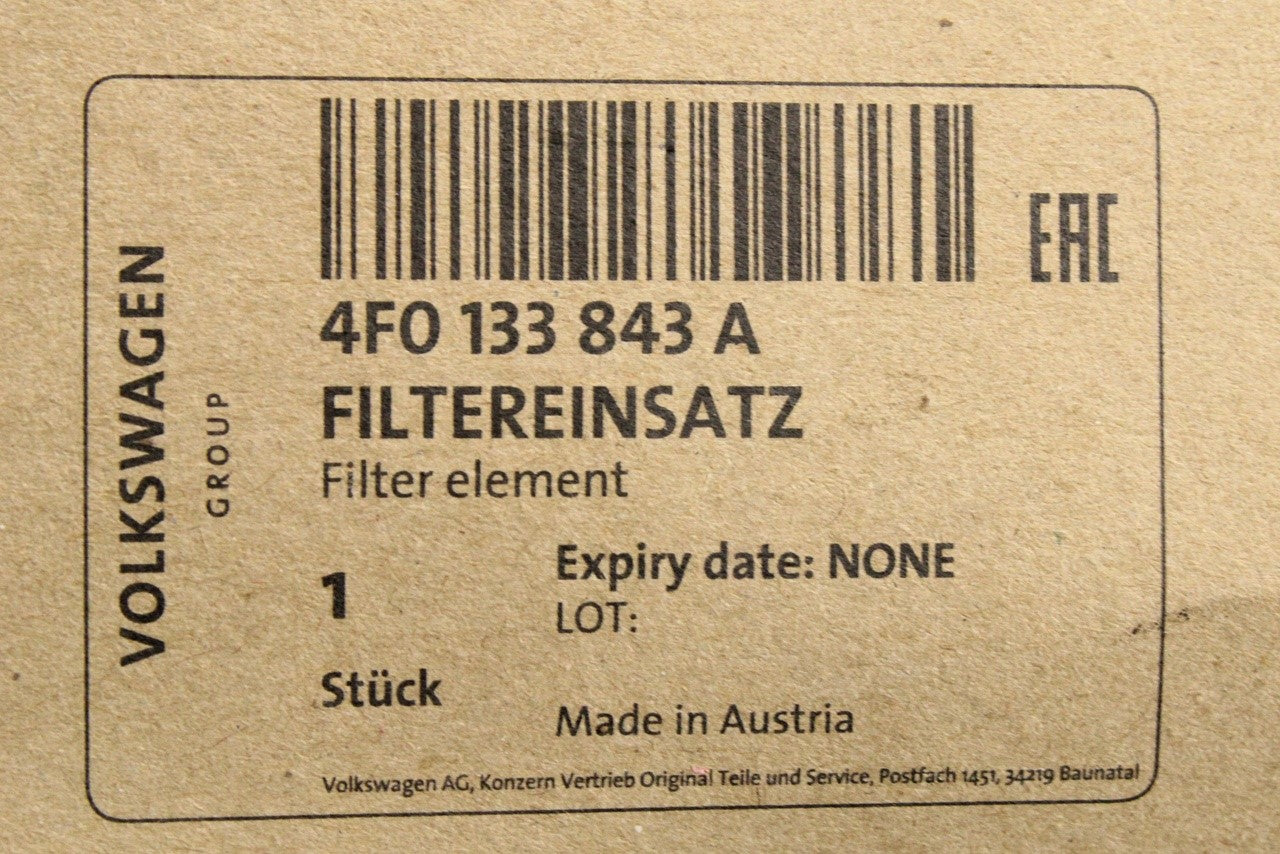 VOLKSWAGEN
GROUP
EAC
4F0 133 843 A
FILTEREINSATZ
Filter element
1
Expiry date: NONE
LOT:
Stück
Made in Austria
Volkswagen AG, Konzern Vertrieb Original Teile und Service, Postfach 1451, 34219 Baunatal